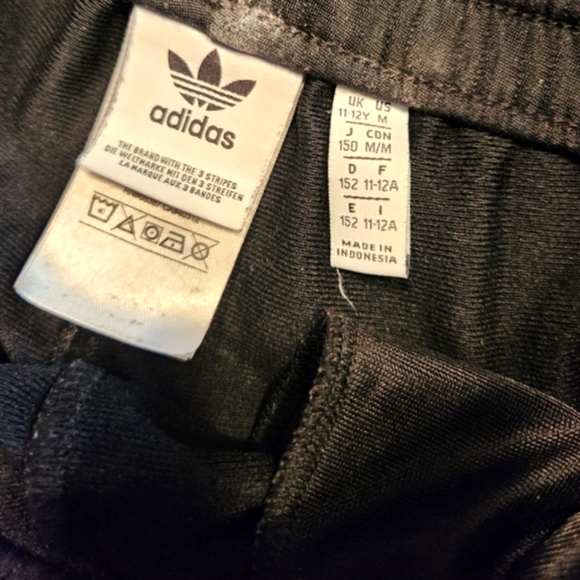 adidas
THE BRAND WITH THE 3 STRIPES
DIE WELTMARKE MIT DEN 3 STREIFEN
LA MARQUE AUX 3 BANDES
UK US
11-12Y M
J CDN
150 M/M
D F
152 11-12A
E I
152 11-12A
MADE IN
INDONESIA